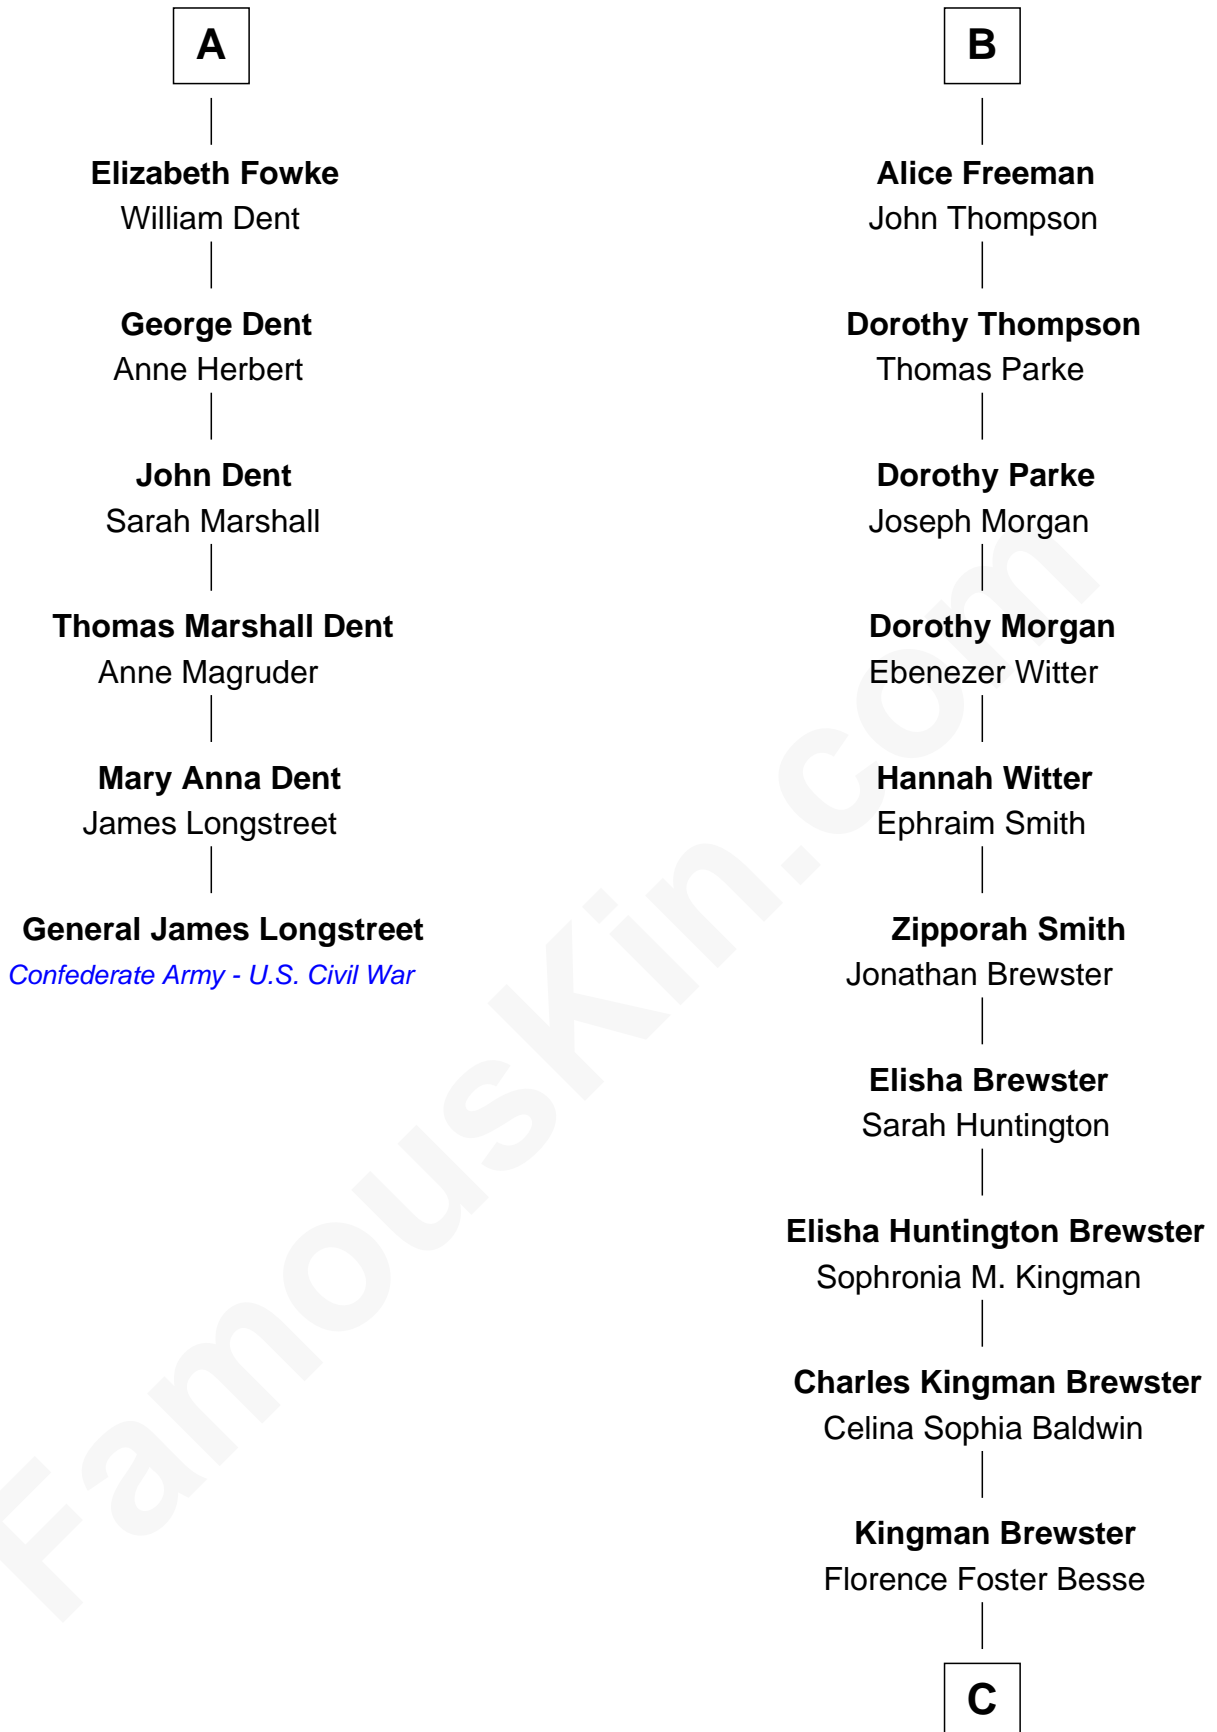 A
Elizabeth Fowke
William Dent
George Dent
Anne Herbert
John Dent
Sarah Marshall
Thomas Marshall Dent
Anne Magruder
Mary Anna Dent
James Longstreet
General James Longstreet
Confederate Army - U.S. Civil War
B
Alice Freeman
John Thompson
Dorothy Thompson
Thomas Parke
Dorothy Parke
Joseph Morgan
Dorothy Morgan
Ebenezer Witter
Hannah Witter
Ephraim Smith
Zipporah Smith
Jonathan Brewster
Elisha Brewster
Sarah Huntington
Elisha Huntington Brewster
Sophronia M. Kingman
Charles Kingman Brewster
Celina Sophia Baldwin
Kingman Brewster
Florence Foster Besse
C
FamousKin.com